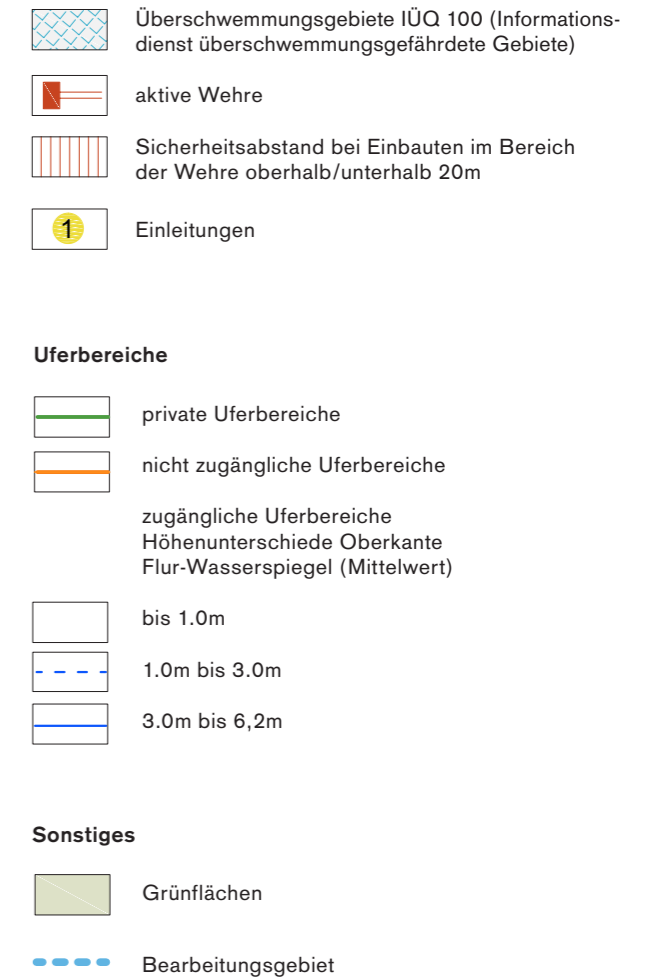 Überschwemmungsgebiete IÜQ 100 (Informations-
dienst überschwemmungsgefährdete Gebiete)
aktive Wehre
Sicherheitsabstand bei Einbauten im Bereich
der Wehre oberhalb/unterhalb 20m
1 Einleitungen
Uferbereiche
private Uferbereiche
nicht zugängliche Uferbereiche
zugängliche Uferbereiche
Höhenunterschiede Oberkante
Flur-Wasserspiegel (Mittelwert)
bis 1.0m
1.0m bis 3.0m
3.0m bis 6,2m
Sonstiges
Grünflächen
Bearbeitungsgebiet